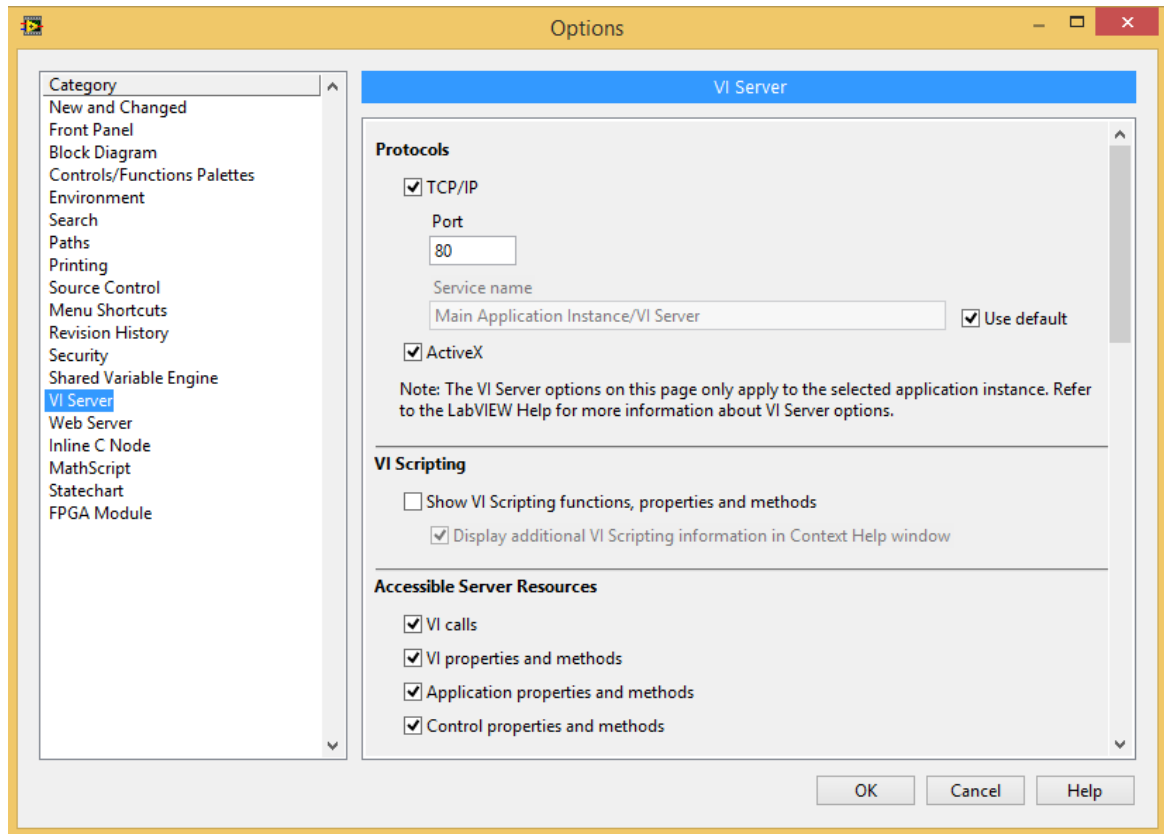 Options
Category
New and Changed
Front Panel
Block Diagram
Controls/Functions Palettes
Environment
Search
Paths
Printing
Source Control
Menu Shortcuts
Revision History
Security
Shared Variable Engine
VI Server
Web Server
Inline C Node
MathScript
Statechart
FPGA Module
VI Server
Protocols
TCP/IP
Port
80
Service name
Main Application Instance/VI Server
Use default
ActiveX
Note: The VI Server options on this page only apply to the selected application instance. Refer
to the LabVIEW Help for more information about VI Server options.
VI Scripting
Show VI Scripting functions, properties and methods
Display additional VI Scripting information in Context Help window
Accessible Server Resources
VI calls
VI properties and methods
Application properties and methods
Control properties and methods
OK
Cancel
Help